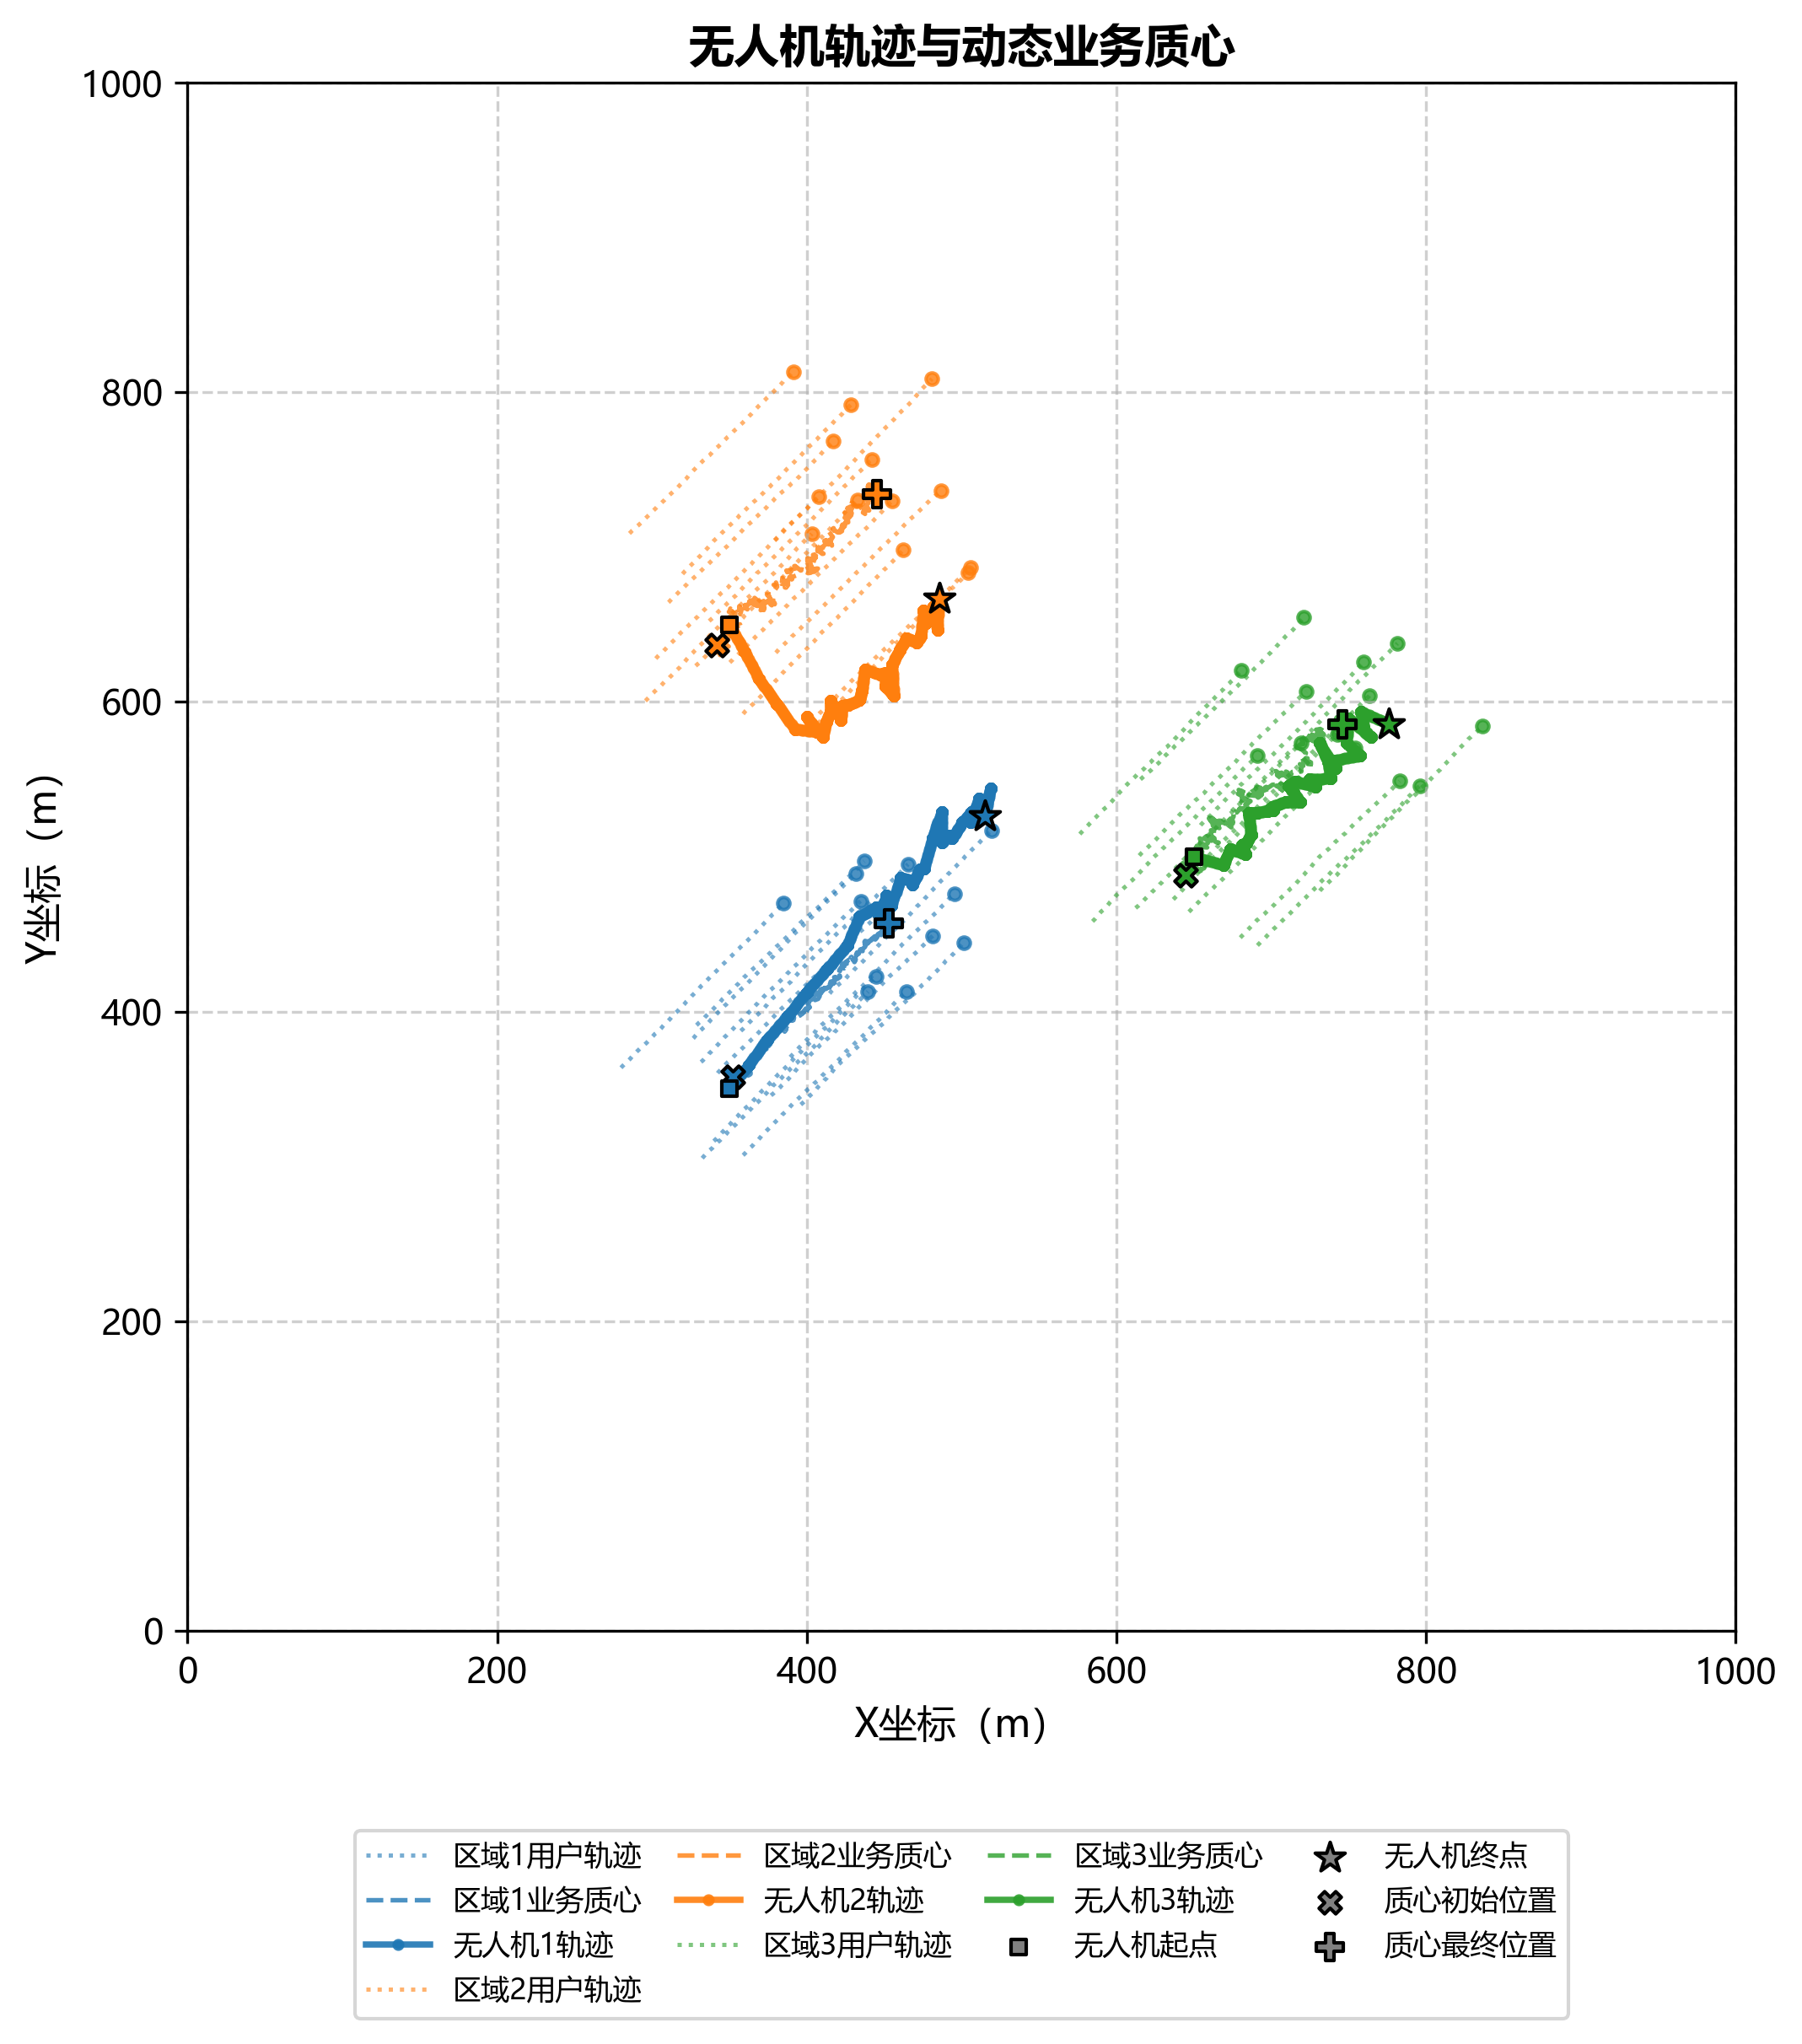 无人机轨迹与动态业务质心
1000
800
600
400
200
0
Y坐标（m）
0
200
400
600
800
1000
X坐标（m）
区域1用户轨迹
区域1业务质心
无人机1轨迹
区域2用户轨迹
区域2业务质心
无人机2轨迹
区域3用户轨迹
区域3业务质心
无人机3轨迹
无人机起点
无人机终点
质心初始位置
质心最终位置